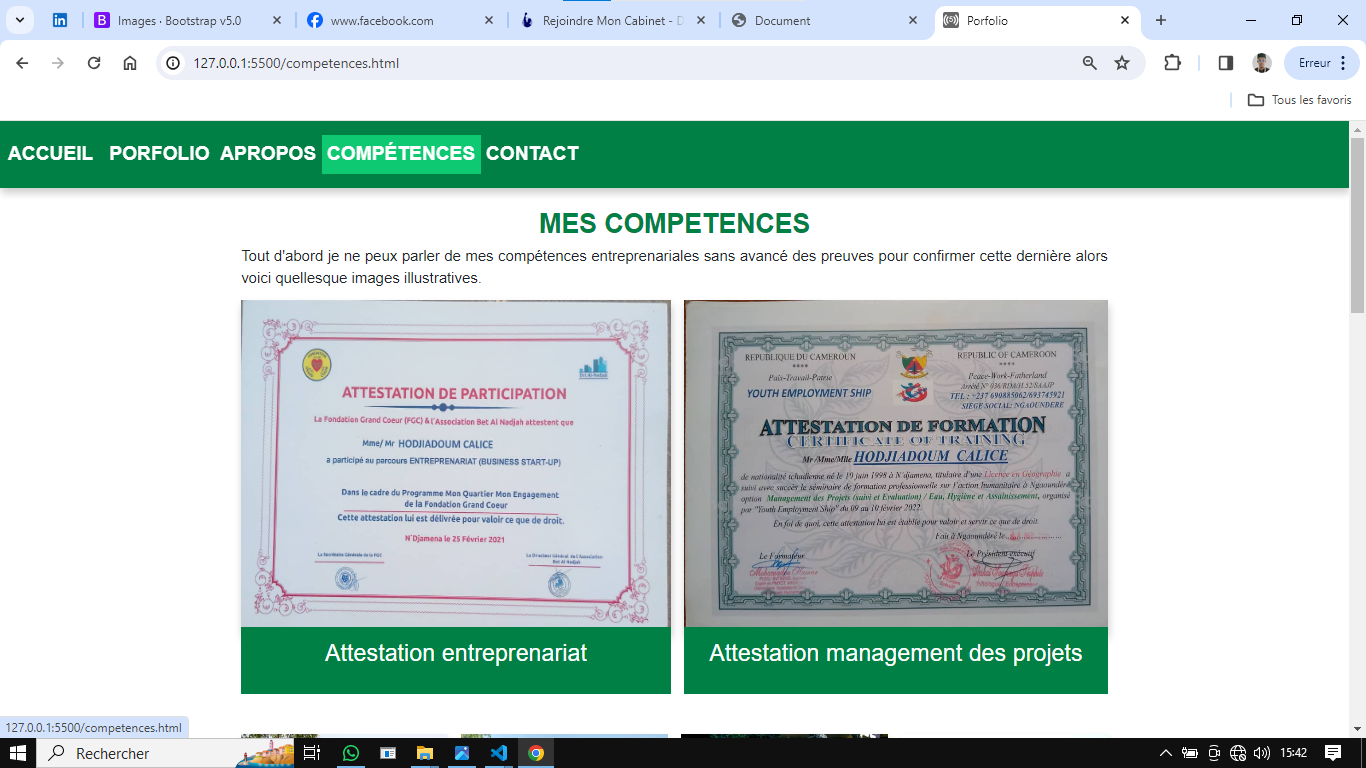 Images · Bootstrap v5.0
www.facebook.com
Rejoindre Mon Cabinet - D
Document
Porfolio
127.0.0.1:5500/competences.html
Erreur
Tous les favoris
ACCUEIL PORFOLIO APROPOS COMPÉTENCES CONTACT
MES COMPETENCES
Tout d'abord je ne peux parler de mes compétences entreprenariales sans avancé des preuves pour confirmer cette dernière alors
voici quellesque images illustratives.
ATTESTATION DE PARTICIPATION
La Fondation Grand Coeur (FGC) & l'Association Bet Al Nadjah attestent que
Mme/ Mr HODJIADOUM CALICE
a participé au parcours ENTREPRENARIAT (BUSINESS START-UP)
Dans le cadre du Programme Mon Quartier Mon Engagement
de la Fondation Grand Coeur
Cette attestation lui est délivrée pour valoir ce que de droit.
N'Djamena le 25 Février 2021
La Secrétaire Générale de la FGC
Le Directeur Général de l'Association
Bet Al-Nadjah
REPUBLIQUE DU CAMEROUN
****
Paix-Travail-Patrie
YOUTH EMPLOYMENT SHIP
REPUBLIC OF CAMEROON
****
Peace-Work-Fatherland
Arrêté N° 036/RDA/H.52/SAAJP
TEL : +237 690885062/693745921
SIEGE SOCIAL: NGAOUNDERE
ATTESTATION DE FORMATION
CERTIFICATE OF TRAINING
Mr /Mme/Mlle HODJIADOUM CALICE
de nationalité tchadienne né le 10 juin 1998 à N'djamena, titulaire d'une Licence en Géographie a
suivi avec succès le séminaire de formation professionnelle sur l'action humanitaire à Ngaoundéré
option Management des Projets (suivi et Evaluation) / Eau, Hygiène et Assainissement, organisé
par "Youth Employment Ship" du 09 au 10 février 2022.
En foi de quoi, cette attestation lui est établie pour valoir et servir ce que de droit
Fait à Ngaoundéré le
Le Formateur
Le Président exécutif
Attestation entreprenariat
Attestation management des projets
127.0.0.1:5500/competences.html
Rechercher
15:42